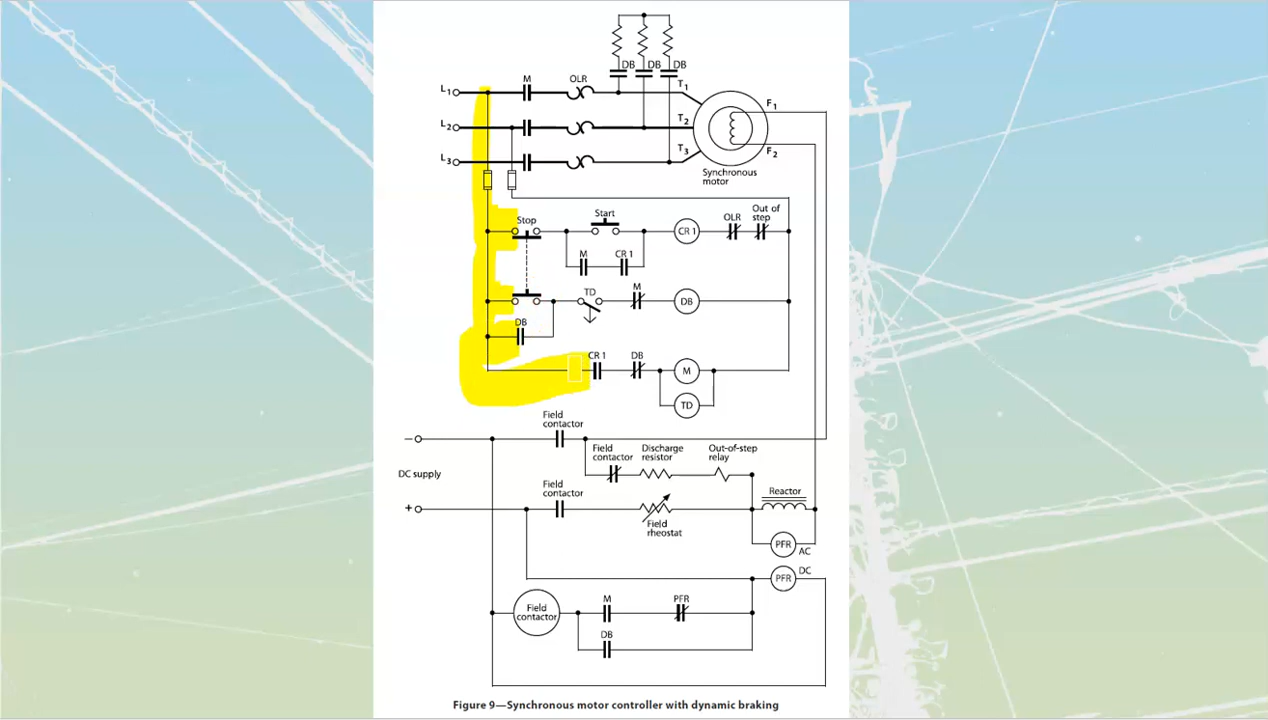 DB DB DB
M OLR
L1 T1 F1
L2 T2
L3 T3 F2
Synchronous
motor
Stop Start OLR Out of
step
CR 1
M CR 1
TD M
DB
DB
CR 1 DB
M
TD
Field
contactor
–
Field
contactor
Discharge
resistor
Out-of-step
relay
DC supply
Field
contactor
Reactor
+
Field
rheostat
PFR AC
PFR DC
Field
contactor
M PFR
DB
Figure 9—Synchronous motor controller with dynamic braking